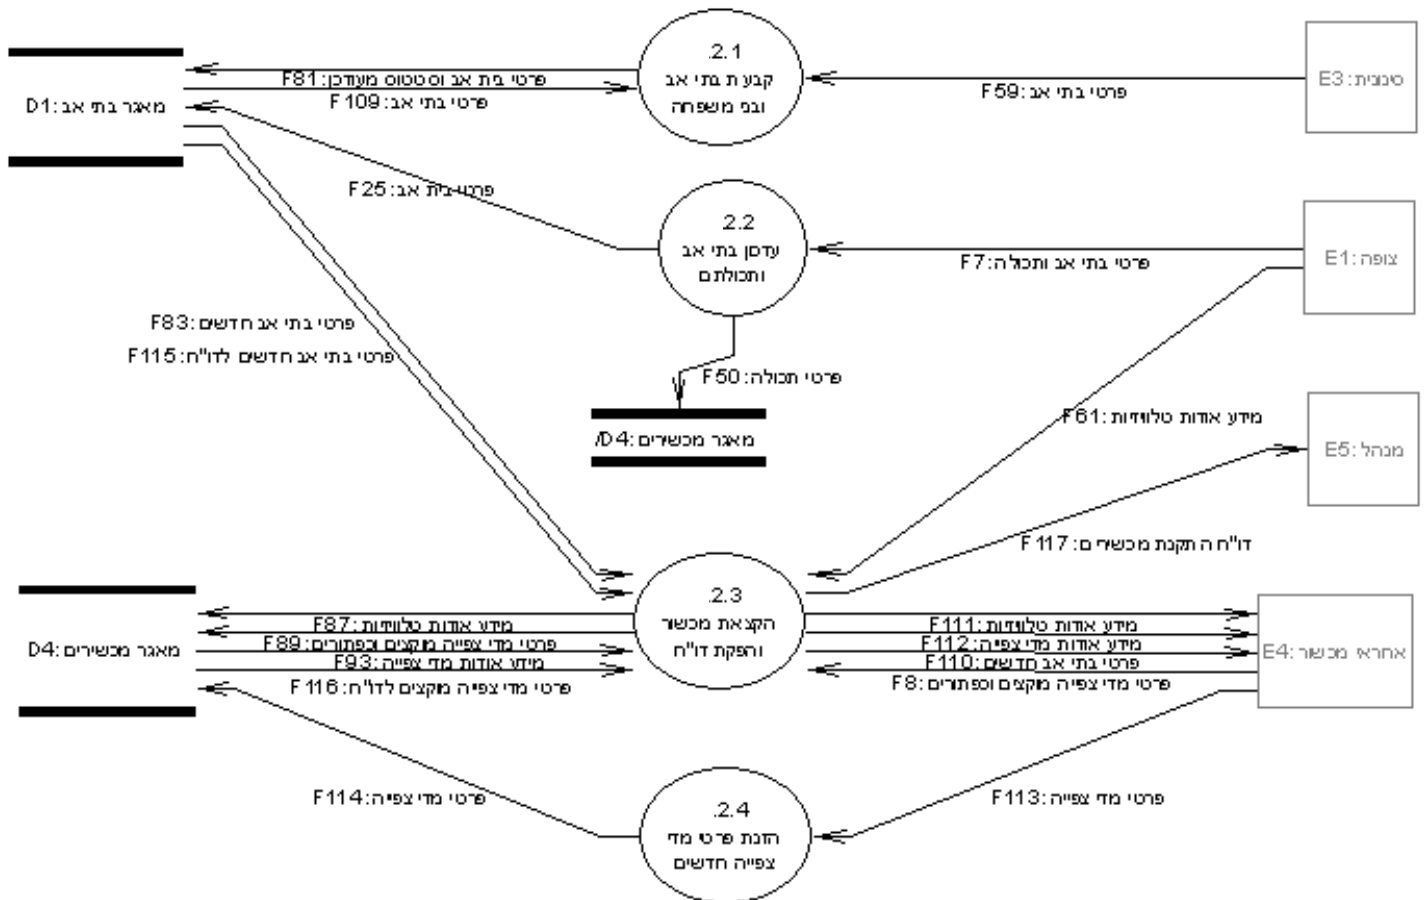 2.1.
קבעת בתי אב
ובני משפחה
E3: סינונית
D1: מאגר בתי אב
F81: פרטי בית אב וסטטוס מעודכן
F109: פרטי בתי אב
F59: פרטי בתי אב
F25: פרטי בית אב
2.2.
עדכון בתי אב
ותכולתם
F7: פרטי בתי אב ותכולה
E1: צופה
F83: פרטי בתי אב חדשים
F115: פרטי בתי אב חדשים לדו"ח
F50: פרטי תכולה
D4: מאגר מכשירים/
F61: מידע אודות טלוויזיות
E5: מנהל
F117: דו"ח התקנת מכשירים
2.3.
הקצאת מכשור
והפקת דו"ח
D4: מאגר מכשירים
F87: מידע אודות טלוויזיות
F89: פרטי מדי צפייה מוקצים וכפתורים
F93: מידע אודות מדי צפייה
F116: פרטי מדי צפייה מוקצים לדו"ח
F111: מידע אודות טלוויזיות
F112: מידע אודות מדי צפייה
F110: פרטי בתי אב חדשים
F8: פרטי מדי צפייה מוקצים וכפתורים
E4: אחראי מכשור
F114: פרטי מדי צפייה
F113: פרטי מדי צפייה
2.4.
הזנת פרטי מדי
צפייה חדשים